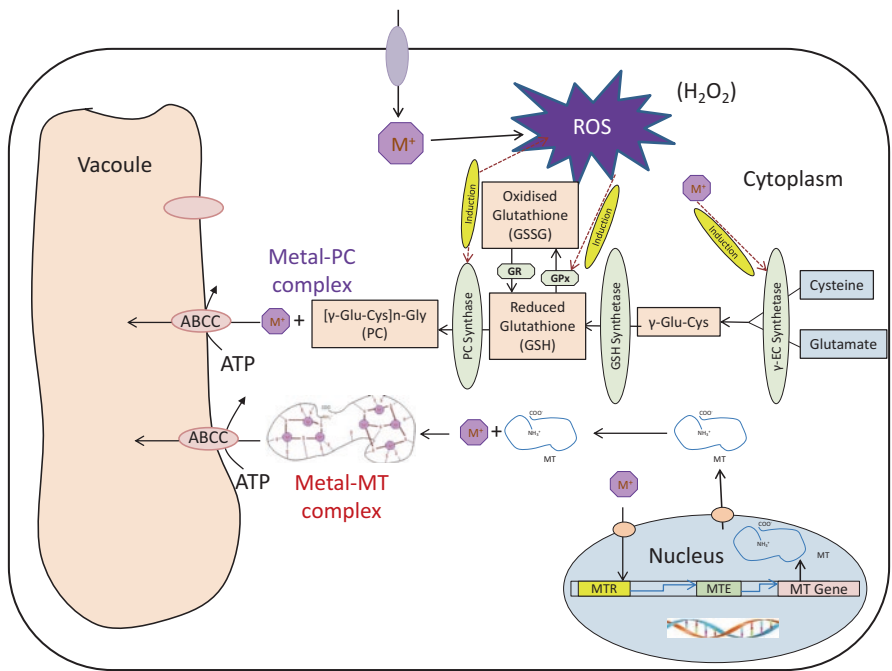 (H₂O₂)
ROS
M⁺
Vacoule
Cytoplasm
M⁺
Oxidised
Glutathione
(GSSG)
Induction
Induction
Induction
Metal-PC
complex
GR
GPx
Cysteine
Glutamate
ABCC
M⁺ +
[γ-Glu-Cys]n-Gly
(PC)
PC Synthase
Reduced
Glutathione
(GSH)
GSH Synthetase
γ-Glu-Cys
γ-EC Synthetase
ATP
ABCC
ATP
Metal-MT
complex
M⁺ +
COO⁻
NH₃⁺
MT
COO⁻
NH₃⁺
MT
M⁺
Nucleus
COO⁻
NH₃⁺
MT
MTR
MTE
MT Gene